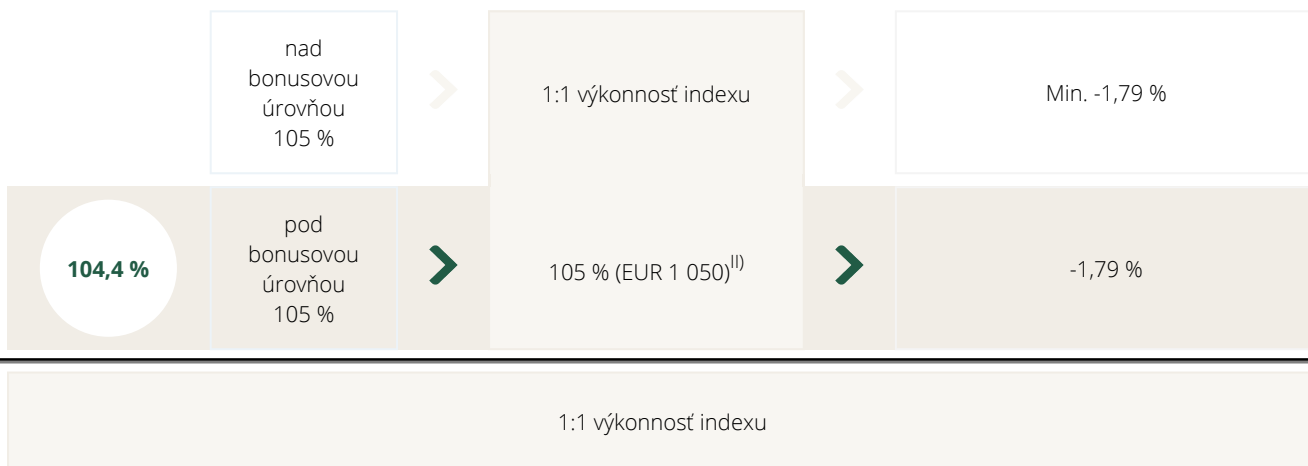 nad
bonusovou
úrovňou
105 %
1:1 výkonnosť indexu
Min. -1,79 %
104,4 %
pod
bonusovou
úrovňou
105 %
105 % (EUR 1 050)II)
-1,79 %
1:1 výkonnosť indexu